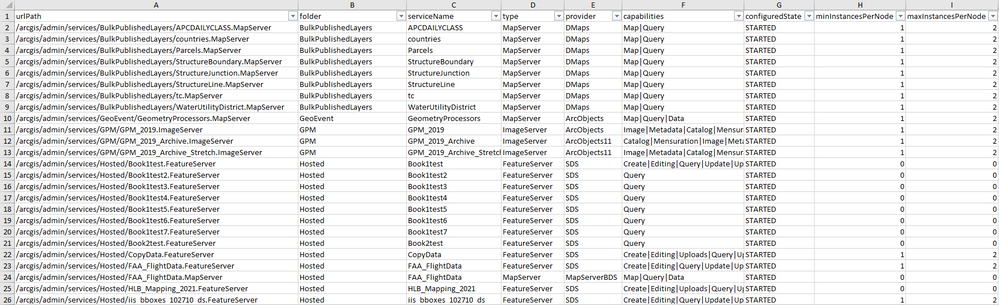 A B C D E F G H I
1 urlPath folder serviceName type provider capabilities configuredState minInstancesPerNode maxInstancesPerNode
2 /arcgis/admin/services/BulkPublishedLayers/APCDAILYCLASS.MapServer BulkPublishedLayers APCDAILYCLASS MapServer DMaps Map|Query STARTED 1 2
3 /arcgis/admin/services/BulkPublishedLayers/countries.MapServer BulkPublishedLayers countries MapServer DMaps Map|Query STARTED 1 2
4 /arcgis/admin/services/BulkPublishedLayers/Parcels.MapServer BulkPublishedLayers Parcels MapServer DMaps Map|Query STARTED 1 2
5 /arcgis/admin/services/BulkPublishedLayers/StructureBoundary.MapServer BulkPublishedLayers StructureBoundary MapServer DMaps Map|Query STARTED 1 2
6 /arcgis/admin/services/BulkPublishedLayers/StructureJunction.MapServer BulkPublishedLayers StructureJunction MapServer DMaps Map|Query STARTED 1 2
7 /arcgis/admin/services/BulkPublishedLayers/StructureLine.MapServer BulkPublishedLayers StructureLine MapServer DMaps Map|Query STARTED 1 2
8 /arcgis/admin/services/BulkPublishedLayers/tc.MapServer BulkPublishedLayers tc MapServer DMaps Map|Query STARTED 1 2
9 /arcgis/admin/services/BulkPublishedLayers/WaterUtilityDistrict.MapServer BulkPublishedLayers WaterUtilityDistrict MapServer DMaps Map|Query STARTED 1 2
10 /arcgis/admin/services/GeoEvent/GeometryProcessors.MapServer GeoEvent GeometryProcessors MapServer ArcObjects Map|Query|Data STARTED 1 2
11 /arcgis/admin/services/GPM/GPM_2019.ImageServer GPM GPM_2019 ImageServer ArcObjects11 Image|Metadata|Catalog|Mensur STARTED 1 2
12 /arcgis/admin/services/GPM/GPM_2019_Archive.ImageServer GPM GPM_2019_Archive ImageServer ArcObjects11 Catalog|Mensuration|Image|Meta STARTED 1 2
13 /arcgis/admin/services/GPM/GPM_2019_Archive_Stretch.ImageServer GPM GPM_2019_Archive_Stretcl ImageServer ArcObjects11 Image|Metadata|Catalog|Mensur STARTED 1 2
14 /arcgis/admin/services/Hosted/Book1test.FeatureServer Hosted Book1test FeatureServer SDS Create|Editing|Query|Update|Up STARTED 0 0
15 /arcgis/admin/services/Hosted/Book1test2.FeatureServer Hosted Book1test2 FeatureServer SDS Query STARTED 0 0
16 /arcgis/admin/services/Hosted/Book1test3.FeatureServer Hosted Book1test3 FeatureServer SDS Query STARTED 0 0
17 /arcgis/admin/services/Hosted/Book1test4.FeatureServer Hosted Book1test4 FeatureServer SDS Query STARTED 0 0
18 /arcgis/admin/services/Hosted/Book1test5.FeatureServer Hosted Book1test5 FeatureServer SDS Query STARTED 0 0
19 /arcgis/admin/services/Hosted/Book1test6.FeatureServer Hosted Book1test6 FeatureServer SDS Query STARTED 0 0
20 /arcgis/admin/services/Hosted/Book1test7.FeatureServer Hosted Book1test7 FeatureServer SDS Query STARTED 0 0
21 /arcgis/admin/services/Hosted/Book2test.FeatureServer Hosted Book2test FeatureServer SDS Query STARTED 0 0
22 /arcgis/admin/services/Hosted/CopyData.FeatureServer Hosted CopyData FeatureServer SDS Create|Editing|Uploads|Query|Up STARTED 1 2
23 /arcgis/admin/services/Hosted/FAA_FlightData.FeatureServer Hosted FAA_FlightData FeatureServer SDS Create|Editing|Query|Update|Up STARTED 1 2
24 /arcgis/admin/services/Hosted/FAA_FlightData.MapServer Hosted FAA_FlightData MapServer MapServerBDS Map|Query|Data STARTED 0 0
25 /arcgis/admin/services/Hosted/HLB_Mapping_2021.FeatureServer Hosted HLB_Mapping_2021 FeatureServer SDS Create|Editing|Uploads|Query|Up STARTED 0 0
26 /arcgis/admin/services/Hosted/iis_bboxes_102710_ds.FeatureServer Hosted iis_bboxes_102710_ds FeatureServer SDS Create|Editing|Query|Update|Up STARTED 1 2